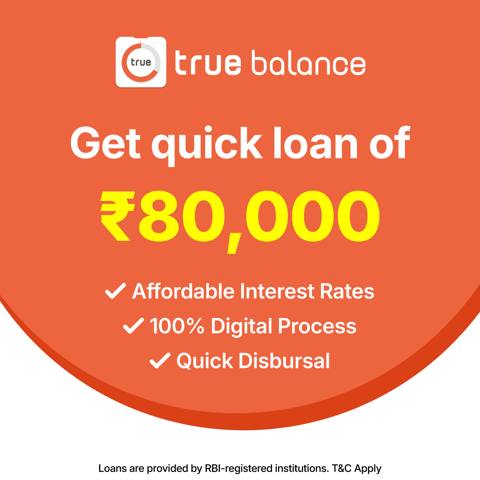 true
true balance
Get quick loan of
₹80,000
✓ Affordable Interest Rates
✓ 100% Digital Process
✓ Quick Disbursal
Loans are provided by RBI-registered institutions. T&C Apply